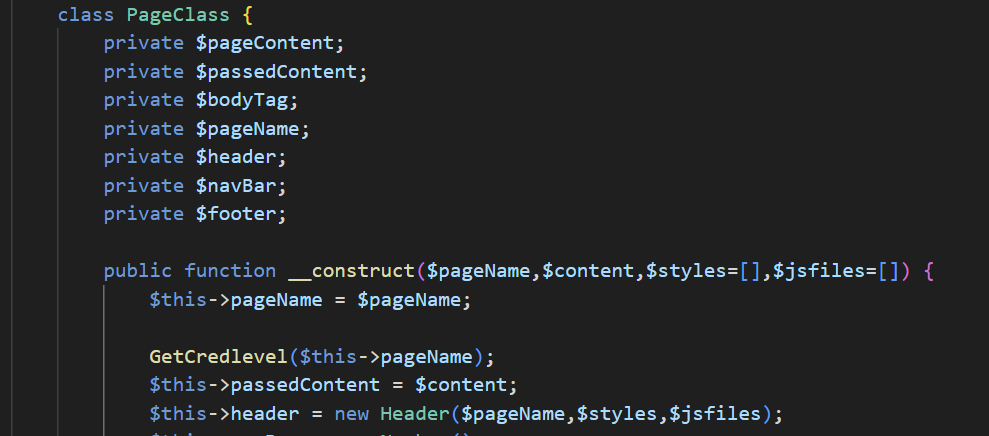 class PageClass {
private $pageContent;
private $passedContent;
private $bodyTag;
private $pageName;
private $header;
private $navBar;
private $footer;
public function __construct($pageName,$content,$styles=[],$jsfiles=[]) {
$this->pageName = $pageName;
GetCredlevel($this->pageName);
$this->passedContent = $content;
$this->header = new Header($pageName,$styles,$jsfiles);